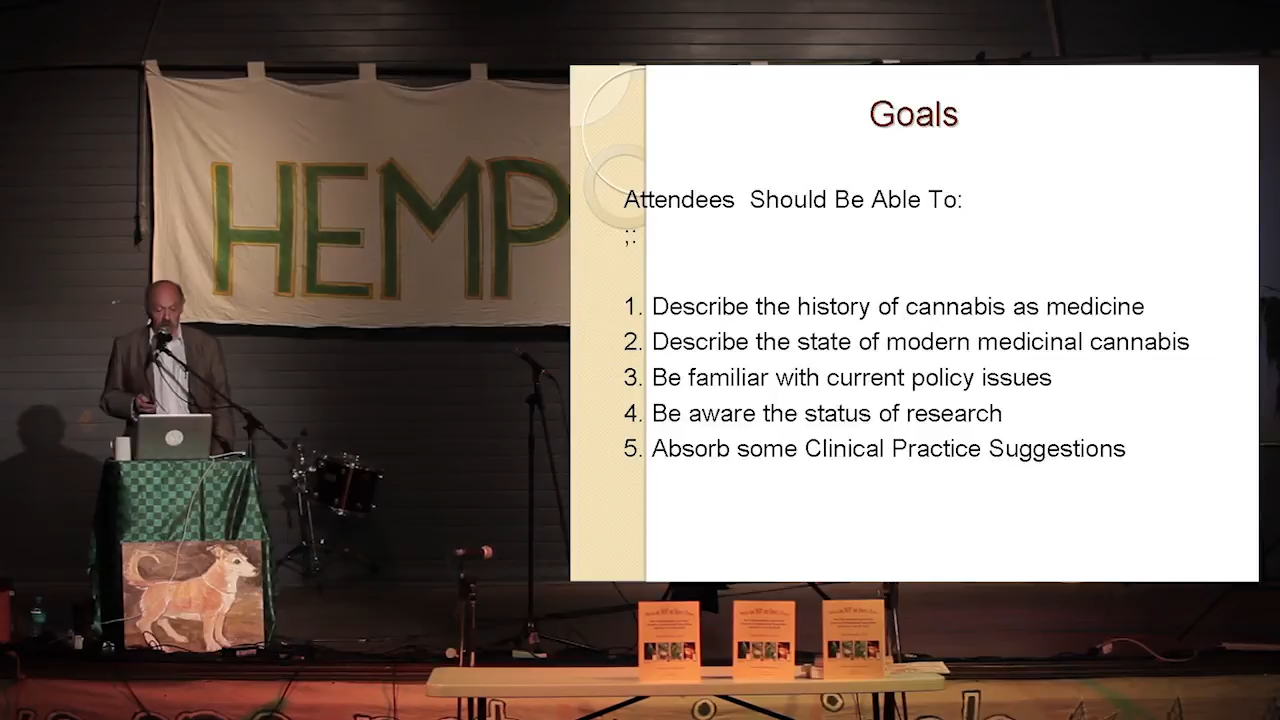 HEMP
Goals
Attendees Should Be Able To:
;:
1. Describe the history of cannabis as medicine
2. Describe the state of modern medicinal cannabis
3. Be familiar with current policy issues
4. Be aware the status of research
5. Absorb some Clinical Practice Suggestions